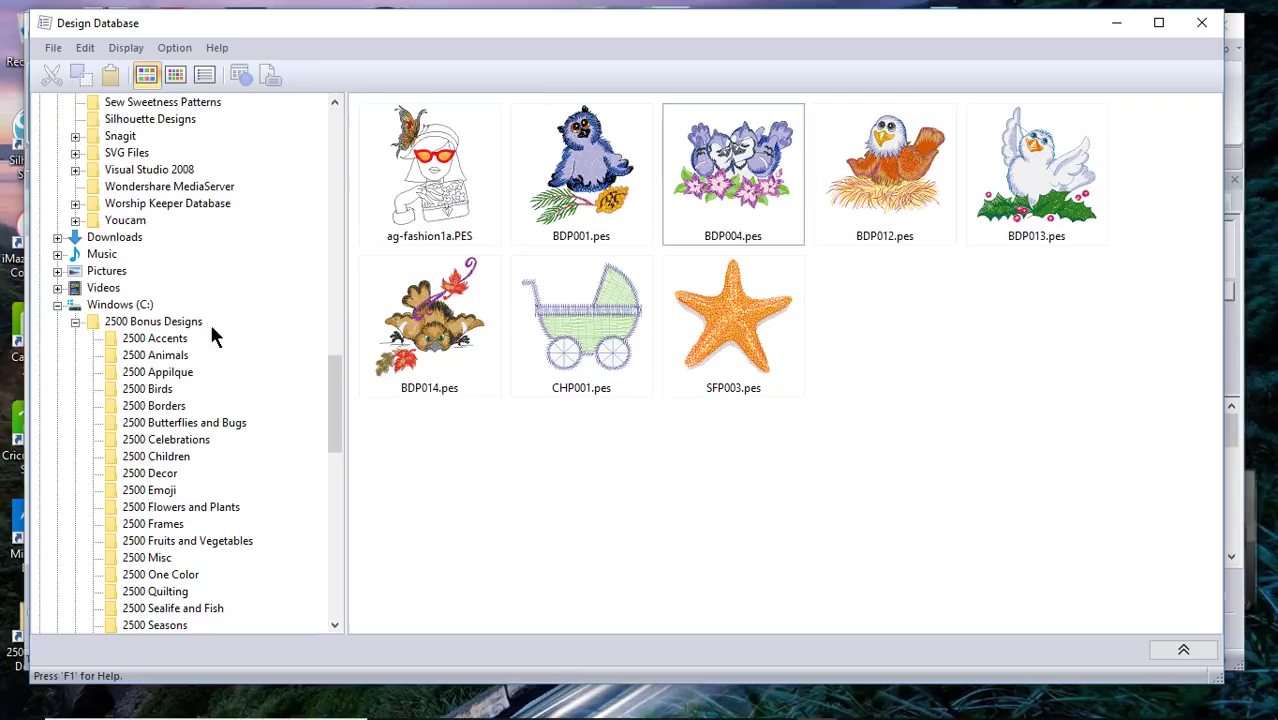 Design Database
File Edit Display Option Help
Sew Sweetness Patterns
Silhouette Designs
Snagit
SVG Files
Visual Studio 2008
Wondershare MediaServer
Worship Keeper Database
Youcam
Downloads
Music
Pictures
Videos
Windows (C:)
2500 Bonus Designs
2500 Accents
2500 Animals
2500 Appilque
2500 Birds
2500 Borders
2500 Butterflies and Bugs
2500 Celebrations
2500 Children
2500 Decor
2500 Emoji
2500 Flowers and Plants
2500 Frames
2500 Fruits and Vegetables
2500 Misc
2500 One Color
2500 Quilting
2500 Sealife and Fish
2500 Seasons
ag-fashion1a.PES BDP001.pes BDP004.pes BDP012.pes BDP013.pes
BDP014.pes CHP001.pes SFP003.pes
Press 'F1' for Help.